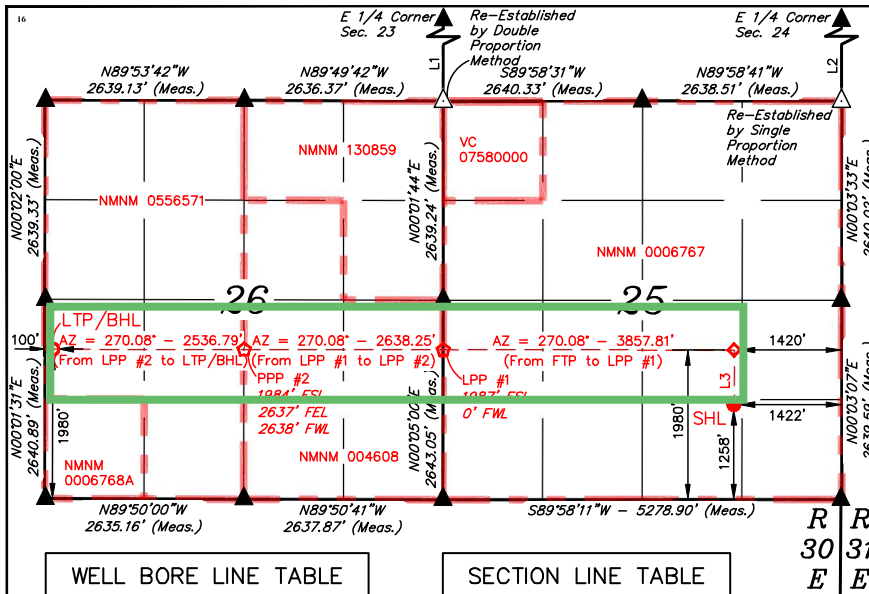 16
E 1/4 Corner
Sec. 23
Re-Established
by Double
Proportion
Method
E 1/4 Corner
Sec. 24
L1
L2
N89°53'42"W
2639.13' (Meas.)
N89°49'42"W
2636.37' (Meas.)
S89°58'31"W
2640.33' (Meas.)
N89°58'41"W
2638.51' (Meas.)
Re-Established
by Single
Proportion
Method
N00°02'00"E
2639.33' (Meas.)
NMNM 0556571
NMNM 130859
N00°01'44"E
2639.24' (Meas.)
VC
07580000
NMNM 0006767
N00°03'33"E
(Meas.)
26
25
100'
LTP/BHL
AZ = 270.08° - 2536.79'
(From LPP #2 to LTP/BHL)
AZ = 270.08° - 2638.25'
(From LPP #1 to LPP #2)
AZ = 270.08° - 3857.81'
(From FTP to LPP #1)
1420'
PPP #2
1984' FSL
2637' FEL
2638' FWL
LPP #1
1987' FSL
0' FWL
L3
SHL
1422'
1980'
1258'
N00°01'31"E
2640.89' (Meas.)
1980'
NMNM
0006768A
NMNM 004608
N00°05'00"E
2643.05' (Meas.)
N00°03'07"E
2639.59' (Meas.)
N89°50'00"W
2635.16' (Meas.)
N89°50'41"W
2637.87' (Meas.)
S89°58'11"W - 5278.90' (Meas.)
R R
30 31
E E
WELL BORE LINE TABLE
SECTION LINE TABLE